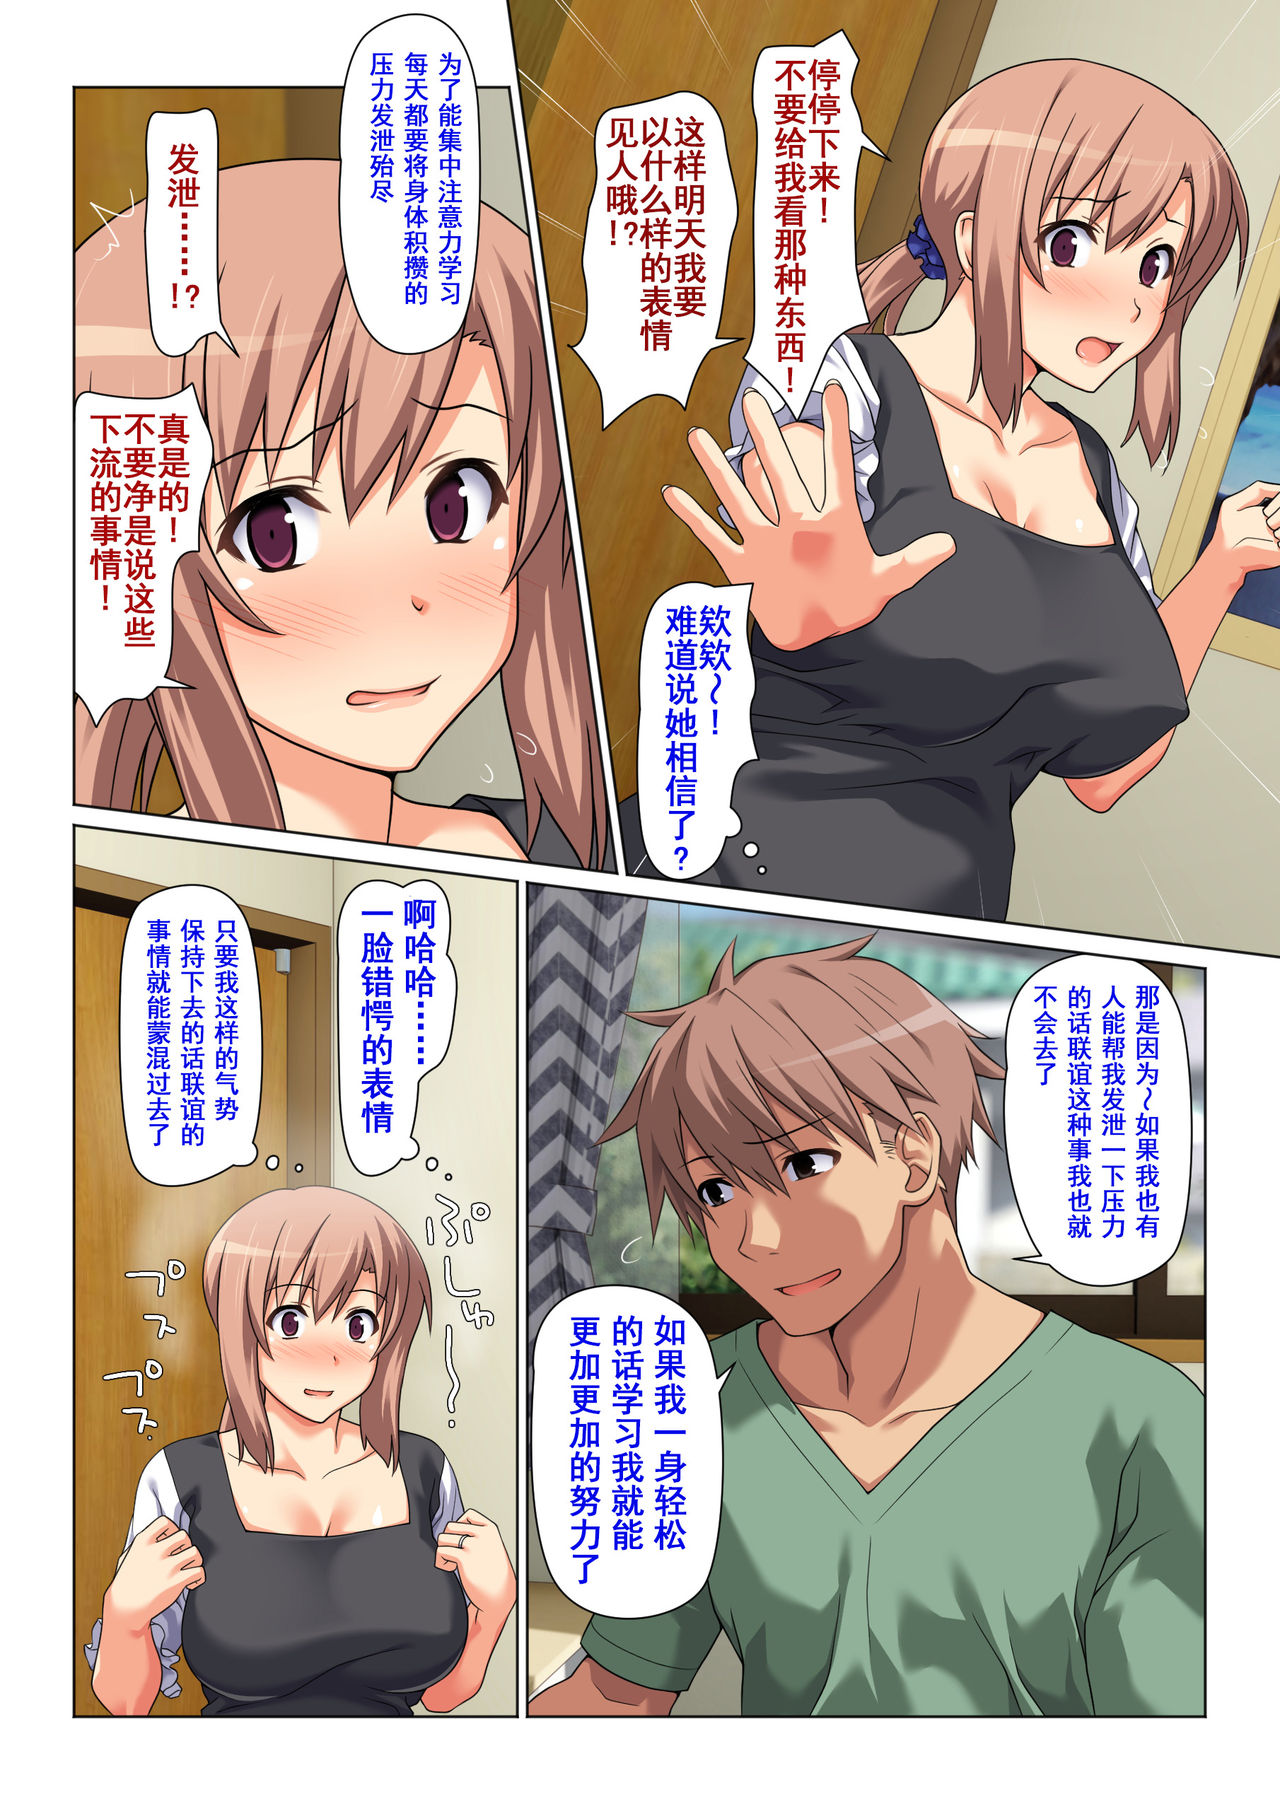 停停下来！
不要给我看那种东西！
这样明天我要
以什么样的表情
见人哦!?
欸欸～！
难道说她相信了?
为了能集中注意力学习
每天都要将身体积攒的
压力发泄殆尽
发泄……!?
真是的！
不要净是说这些
下流的事情！
那是因为～如果我也有
人能帮我发泄一下压力
的话联谊这种事我也就
不会去了
如果我一身轻松
的话学习我就能
更加更加的努力了
啊哈哈……
一脸错愕的表情
只要我这样的气势
保持下去的话联谊的
事情就能蒙混过去了
ぷしゅ～
プス
プス